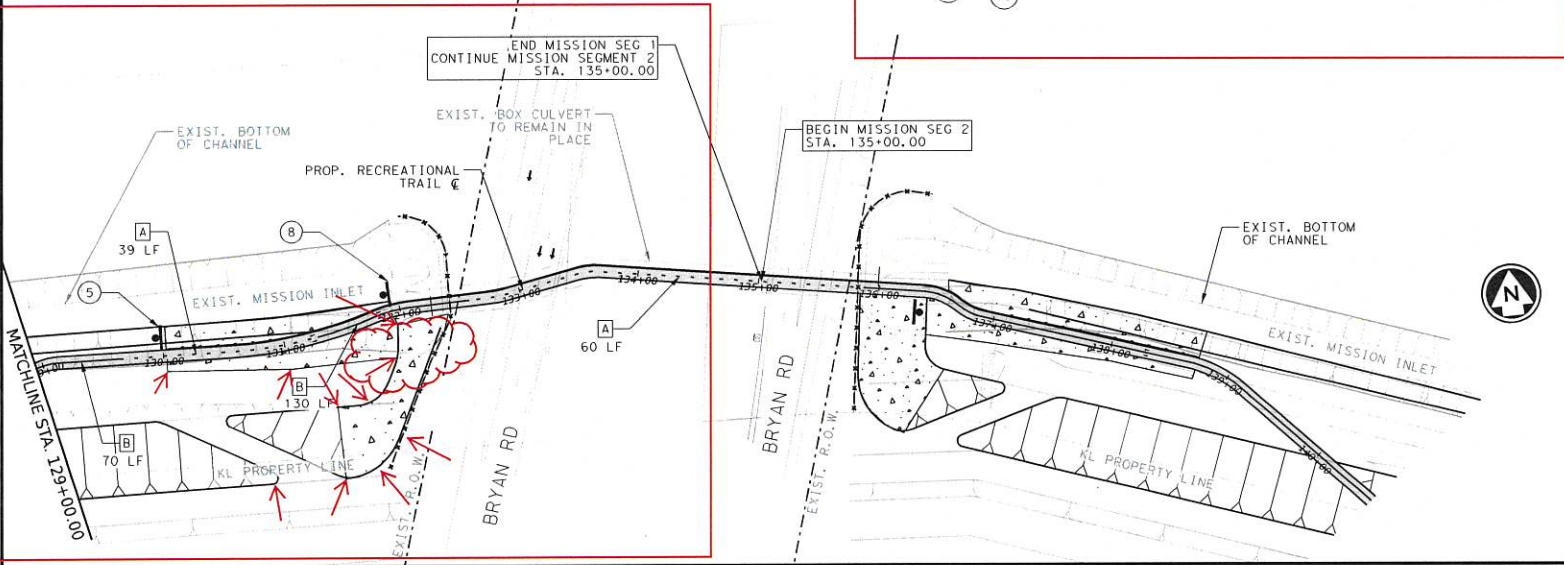 END MISSION SEG 1
CONTINUE MISSION SEGMENT 2
STA. 135+00.00
EXIST. BOX CULVERT
TO REMAIN IN
PLACE
BEGIN MISSION SEG 2
STA. 135+00.00
EXIST. BOTTOM
OF CHANNEL
PROP. RECREATIONAL
TRAIL ℄
A
39 LF
8
5
EXIST. MISSION INLET
EXIST. BOTTOM
OF CHANNEL
EXIST. MISSION INLET
N
MATCHLINE STA. 129+00.00
130+00
131+00
132+00
133+00
134+00
135+00
136+00
137+00
138+00
139+00
140+00
A
60 LF
B
130 LF
B
70 LF
KL PROPERTY LINE
EXIST. R.O.W.
BRYAN RD
BRYAN RD
EXIST. R.O.W.
KL PROPERTY LINE